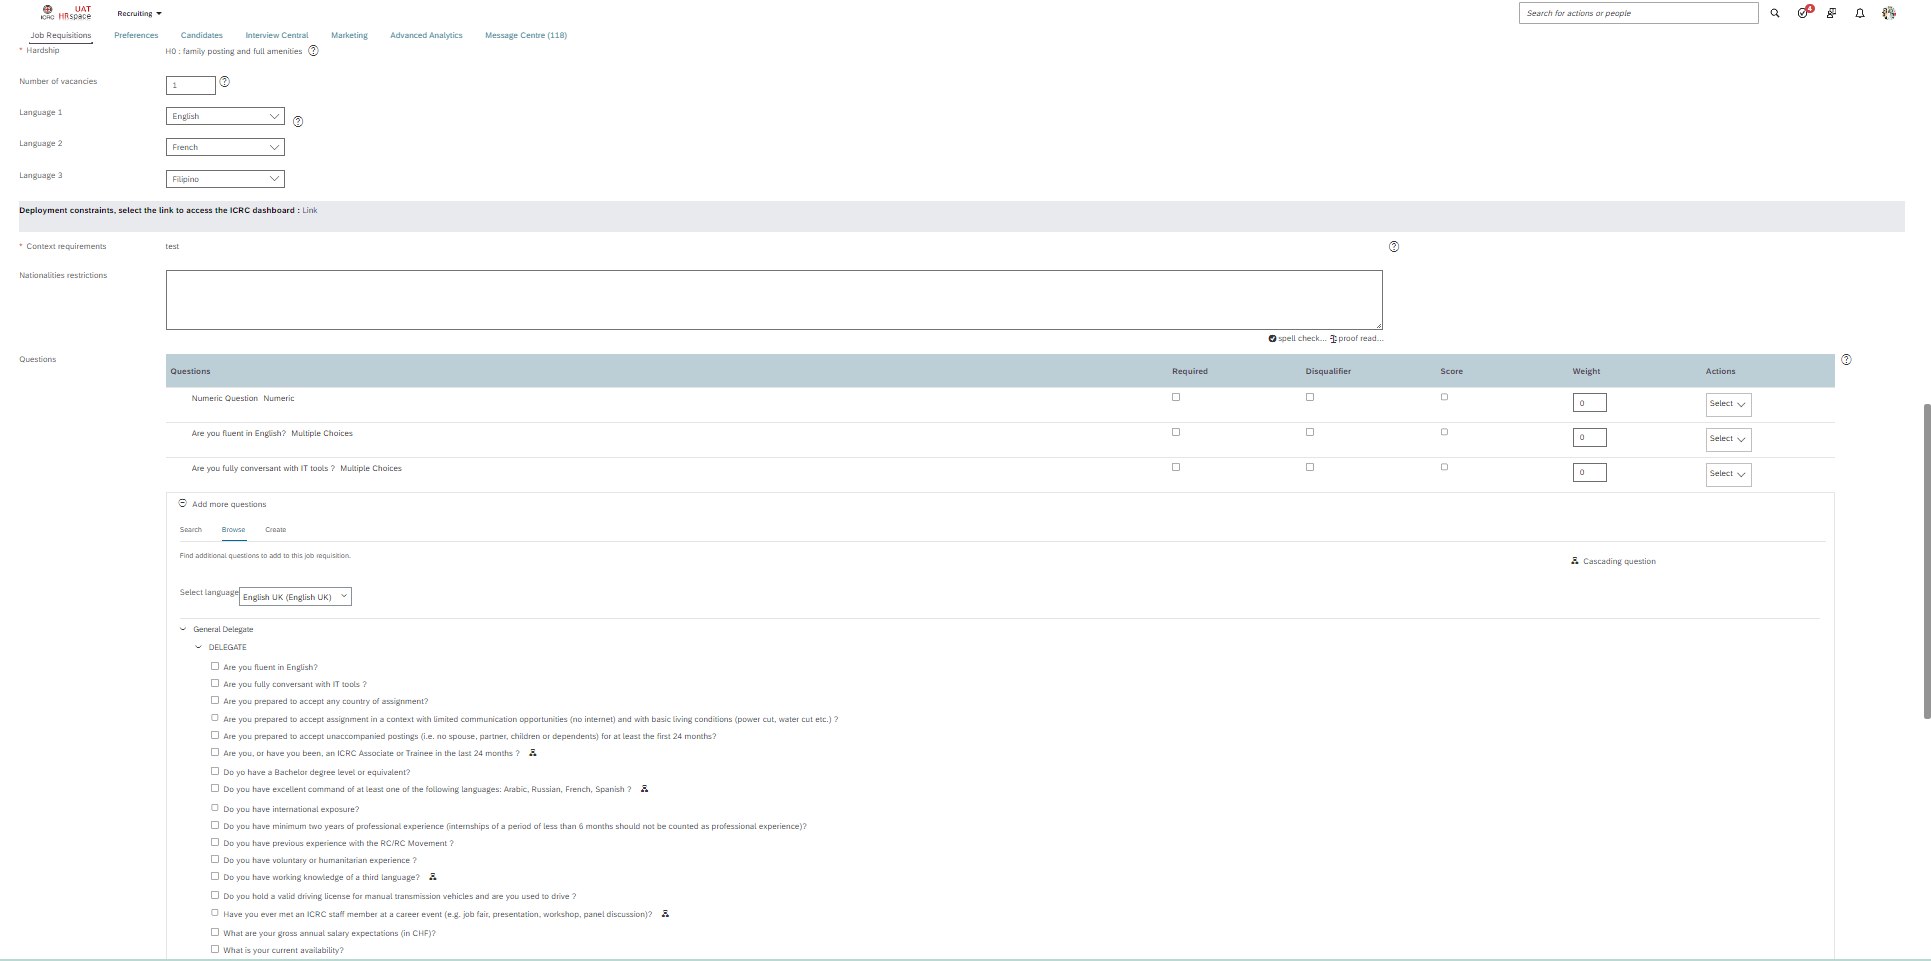 ICRC UAT HRspace Recruiting Search for actions or people 4
Job Requisitions Preferences Candidates Interview Central Marketing Advanced Analytics Message Centre (118)
* Hardship H0 : family posting and full amenities ?
Number of vacancies 1 ?
Language 1 English ?
Language 2 French
Language 3 Filipino
Deployment constraints, select the link to access the ICRC dashboard : Link
* Context requirements test ?
Nationalities restrictions
spell check... proof read...
Questions ?
Questions Required Disqualifier Score Weight Actions
Numeric Question Numeric 0 Select
Are you fluent in English? Multiple Choices 0 Select
Are you fully conversant with IT tools ? Multiple Choices 0 Select
Add more questions
Search Browse Create
Find additional questions to add to this job requisition.
Cascading question
Select language English UK (English UK)
General Delegate
DELEGATE
Are you fluent in English?
Are you fully conversant with IT tools ?
Are you prepared to accept any country of assignment?
Are you prepared to accept assignment in a context with limited communication opportunities (no internet) and with basic living conditions (power cut, water cut etc.) ?
Are you prepared to accept unaccompanied postings (i.e. no spouse, partner, children or dependents) for at least the first 24 months?
Are you, or have you been, an ICRC Associate or Trainee in the last 24 months ?
Do yo have a Bachelor degree level or equivalent?
Do you have excellent command of at least one of the following languages: Arabic, Russian, French, Spanish ?
Do you have international exposure?
Do you have minimum two years of professional experience (internships of a period of less than 6 months should not be counted as professional experience)?
Do you have previous experience with the RC/RC Movement ?
Do you have voluntary or humanitarian experience ?
Do you have working knowledge of a third language?
Do you hold a valid driving license for manual transmission vehicles and are you used to drive ?
Have you ever met an ICRC staff member at a career event (e.g. job fair, presentation, workshop, panel discussion)?
What are your gross annual salary expectations (in CHF)?
What is your current availability?